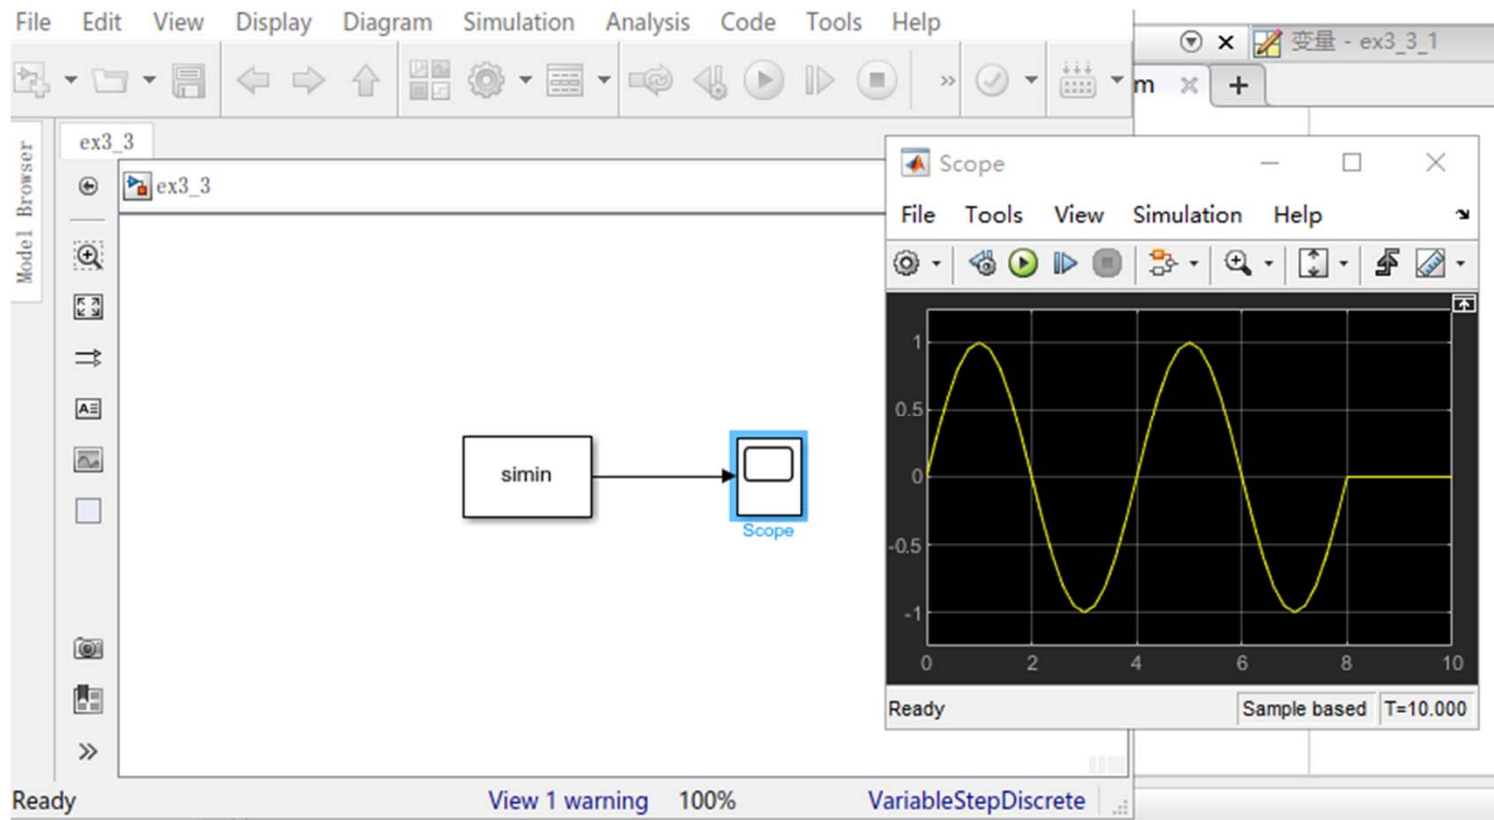 File Edit View Display Diagram Simulation Analysis Code Tools Help
变量 - ex3_3_1
m
Model Browser
ex3_3
ex3_3
simin
Scope
Scope
File Tools View Simulation Help
1
0.5
0
-0.5
-1
0 2 4 6 8 10
Ready Sample based T=10.000
Ready View 1 warning 100% VariableStepDiscrete